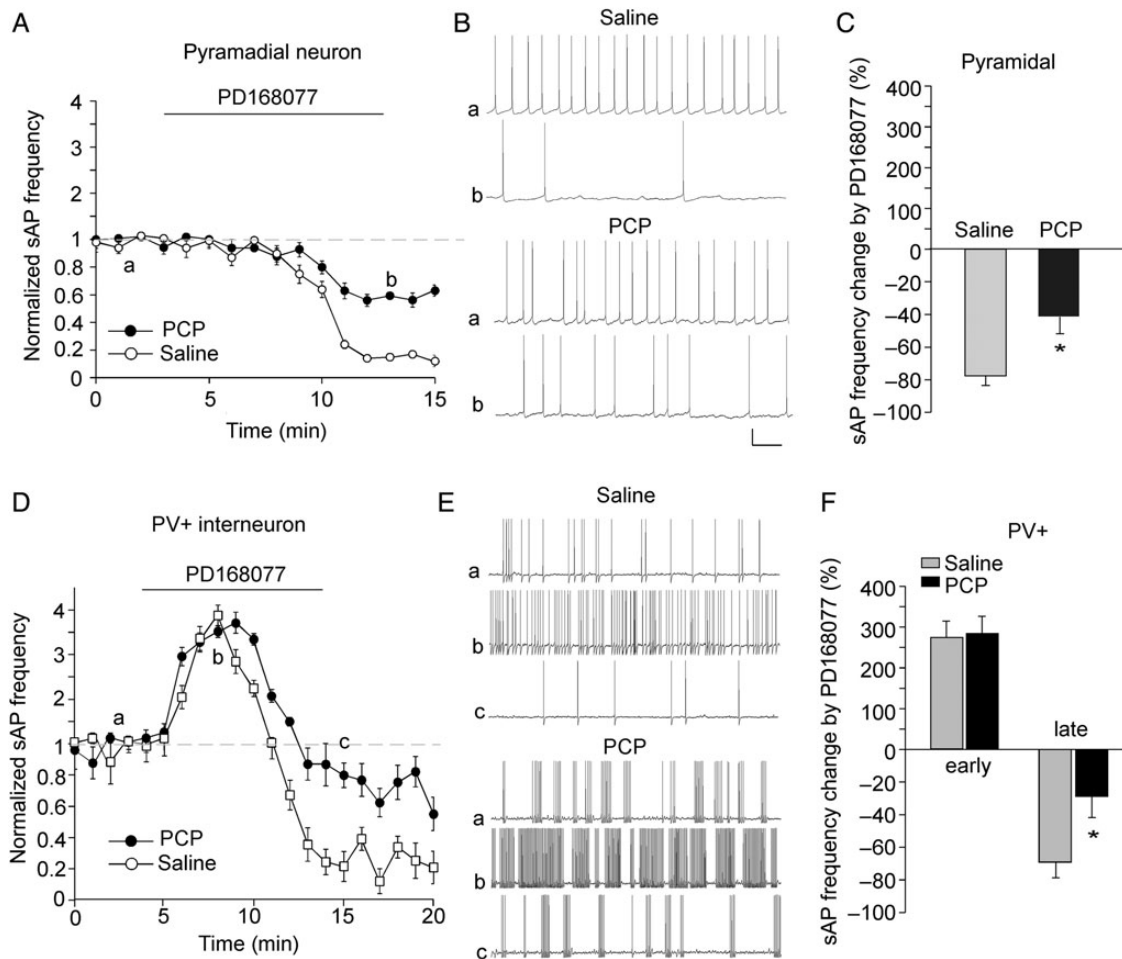 A
Pyramadial neuron
PD168077
Normalized sAP frequency
4
3
2
1
0.8
0.6
0.4
0.2
0
a
b
PCP
Saline
0
5
10
15
Time (min)
B
Saline
a
b
PCP
a
b
C
Pyramidal
sAP frequency change by PD168077 (%)
400
300
200
100
0
−20
−40
−60
−80
−100
Saline
PCP
*
D
PV+ interneuron
PD168077
Normalized sAP frequency
4
3
2
1
0.8
0.6
0.4
0.2
0
a
b
c
PCP
Saline
0
5
10
15
20
Time (min)
E
Saline
a
b
c
PCP
a
b
c
F
PV+
sAP frequency change by PD168077 (%)
400
300
200
100
0
−20
−40
−60
−80
−100
Saline
PCP
early
late
*